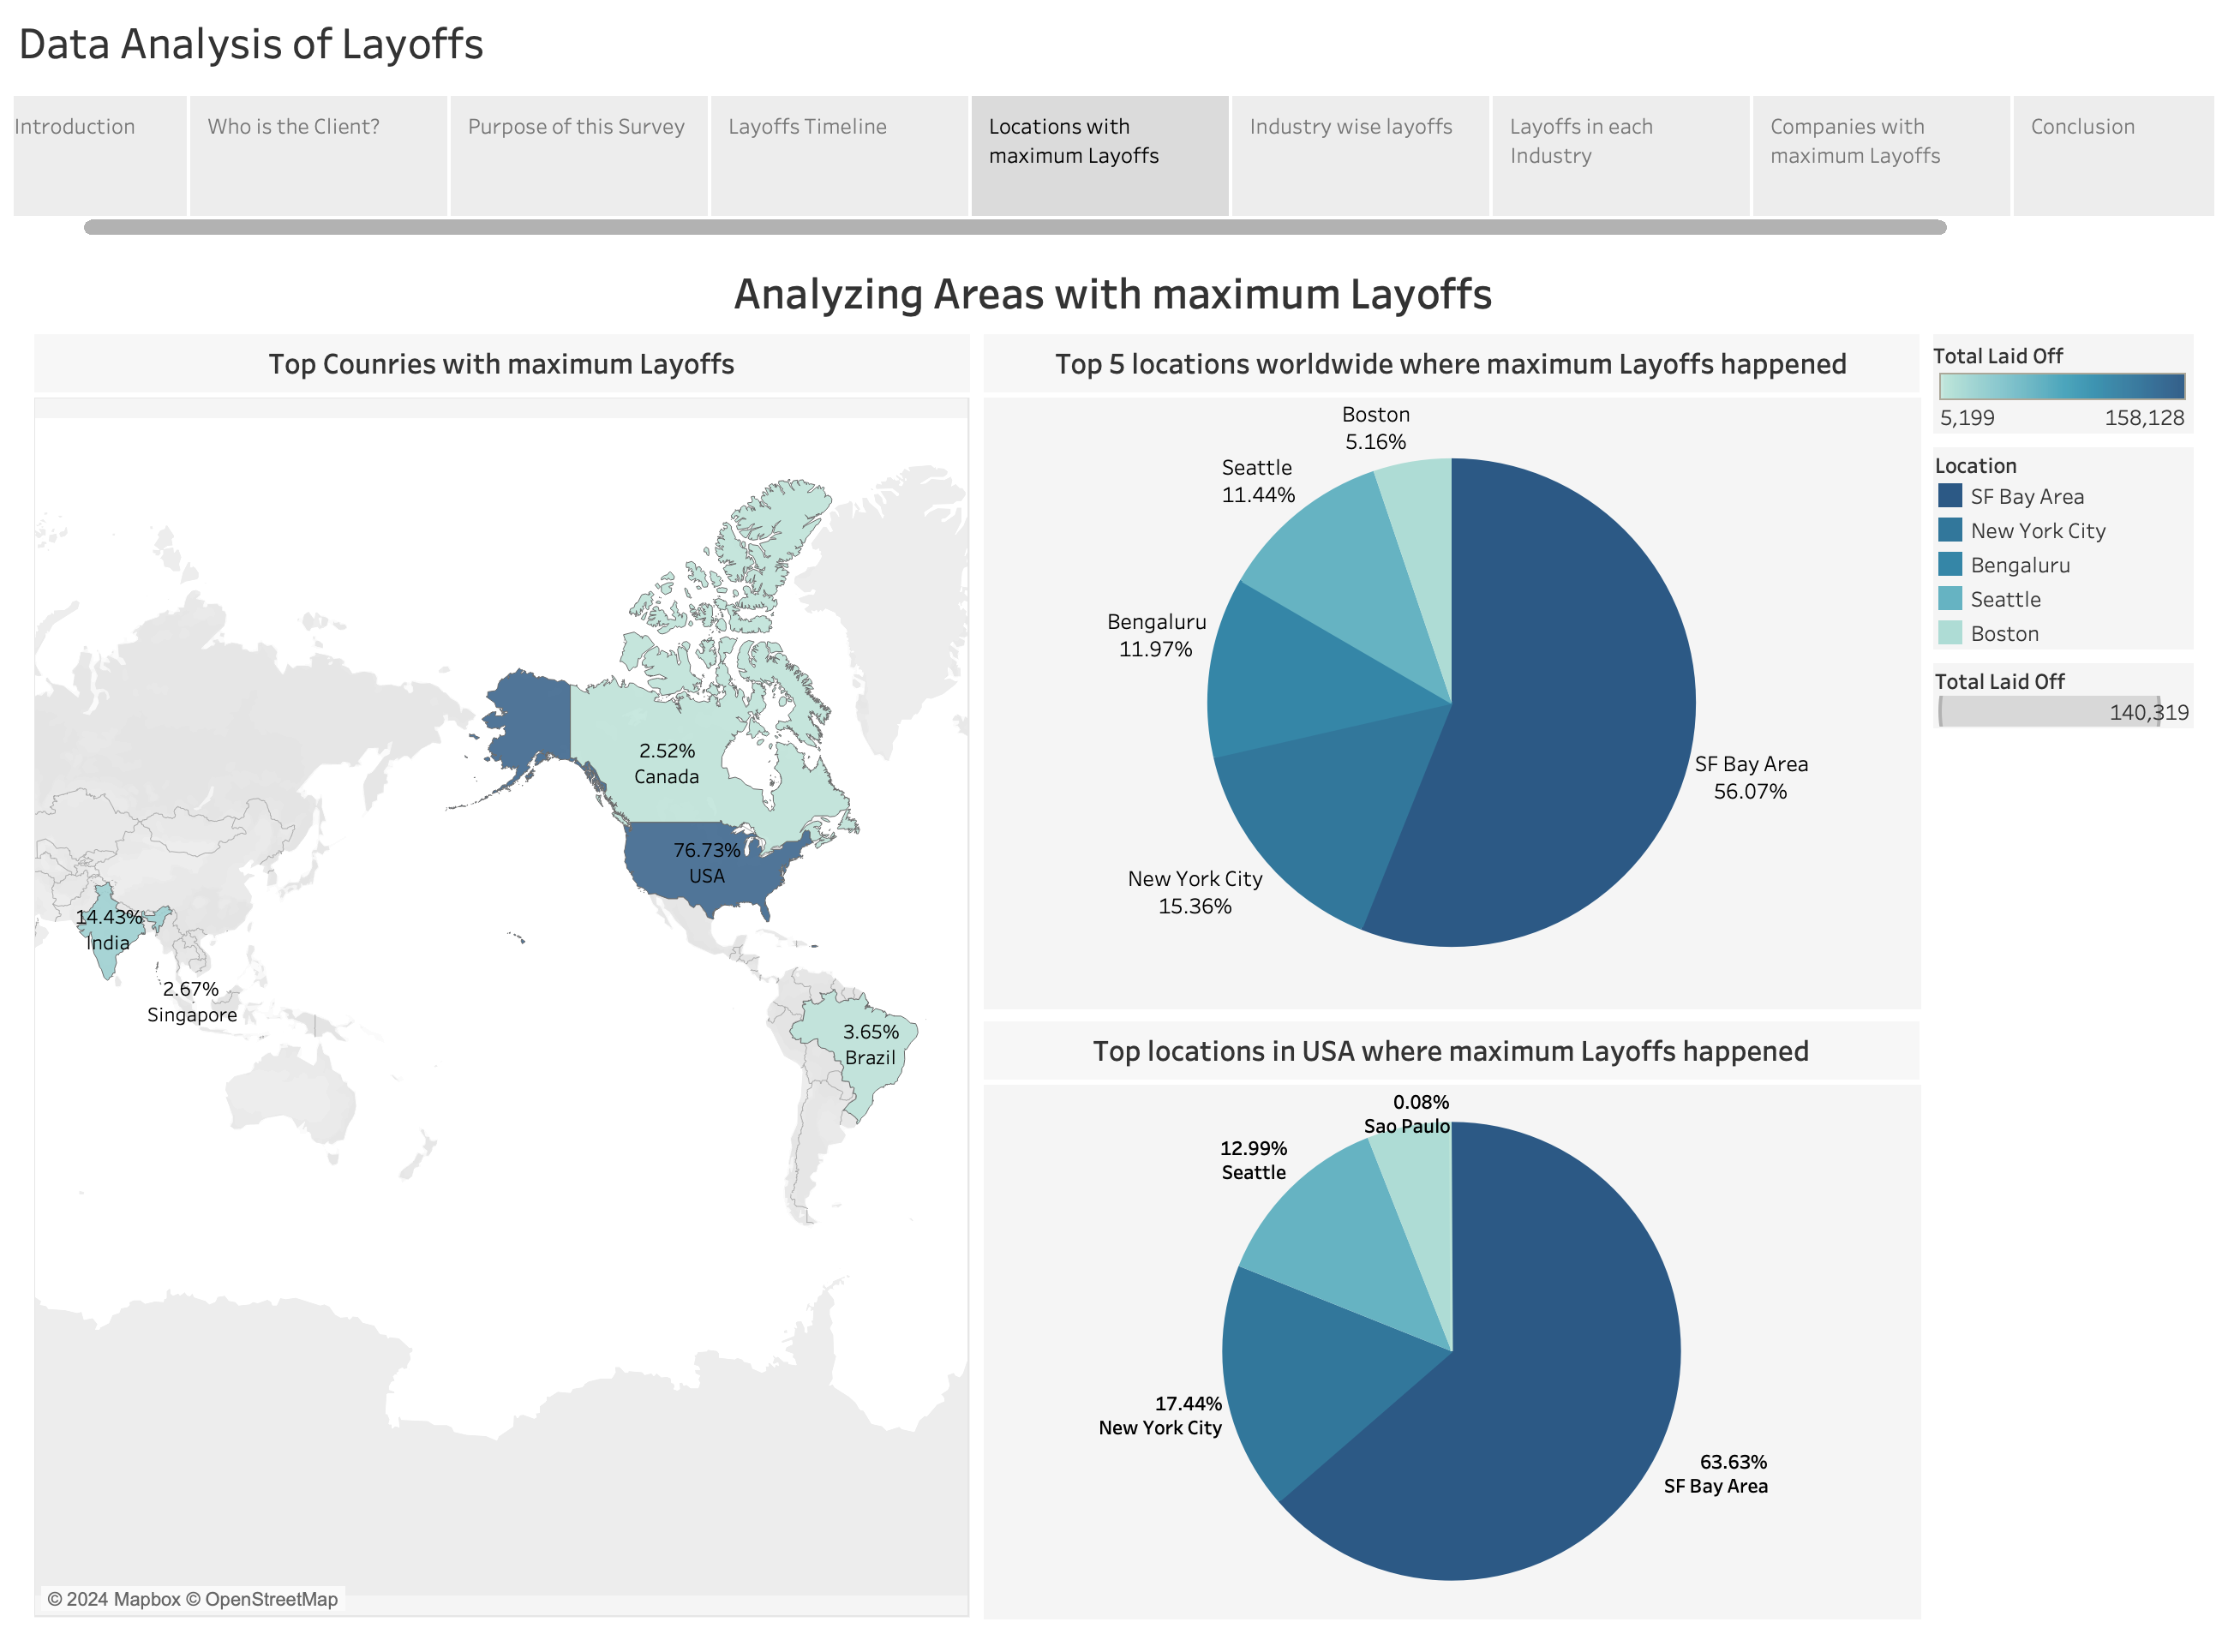 Data Analysis of Layoffs
Introduction
Who is the Client?
Purpose of this Survey
Layoffs Timeline
Locations with
maximum Layoffs
Industry wise layoffs
Layoffs in each
Industry
Companies with
maximum Layoffs
Conclusion
Analyzing Areas with maximum Layoffs
Top Counries with maximum Layoffs
2.52%
Canada
76.73%
USA
14.43%
India
2.67%
Singapore
3.65%
Brazil
© 2024 Mapbox © OpenStreetMap
Top 5 locations worldwide where maximum Layoffs happened
Boston
5.16%
Seattle
11.44%
Bengaluru
11.97%
SF Bay Area
56.07%
New York City
15.36%
Top locations in USA where maximum Layoffs happened
0.08%
Sao Paulo
12.99%
Seattle
17.44%
New York City
63.63%
SF Bay Area
Total Laid Off
5,199 158,128
Location
SF Bay Area
New York City
Bengaluru
Seattle
Boston
Total Laid Off
140,319